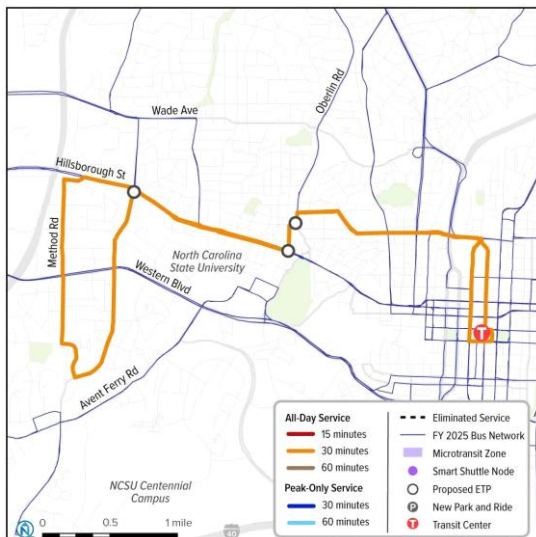 Oberlin Rd
Wade Ave
Hillsborough St
Method Rd
North Carolina
State University
Western Blvd
T
Avent Ferry Rd
NCSU Centennial
Campus
0 0.5 1 mile
N
40
All-Day Service
15 minutes
30 minutes
60 minutes
Peak-Only Service
30 minutes
60 minutes
Eliminated Service
FY 2025 Bus Network
Microtransit Zone
Smart Shuttle Node
Proposed ETP
P New Park and Ride
T Transit Center